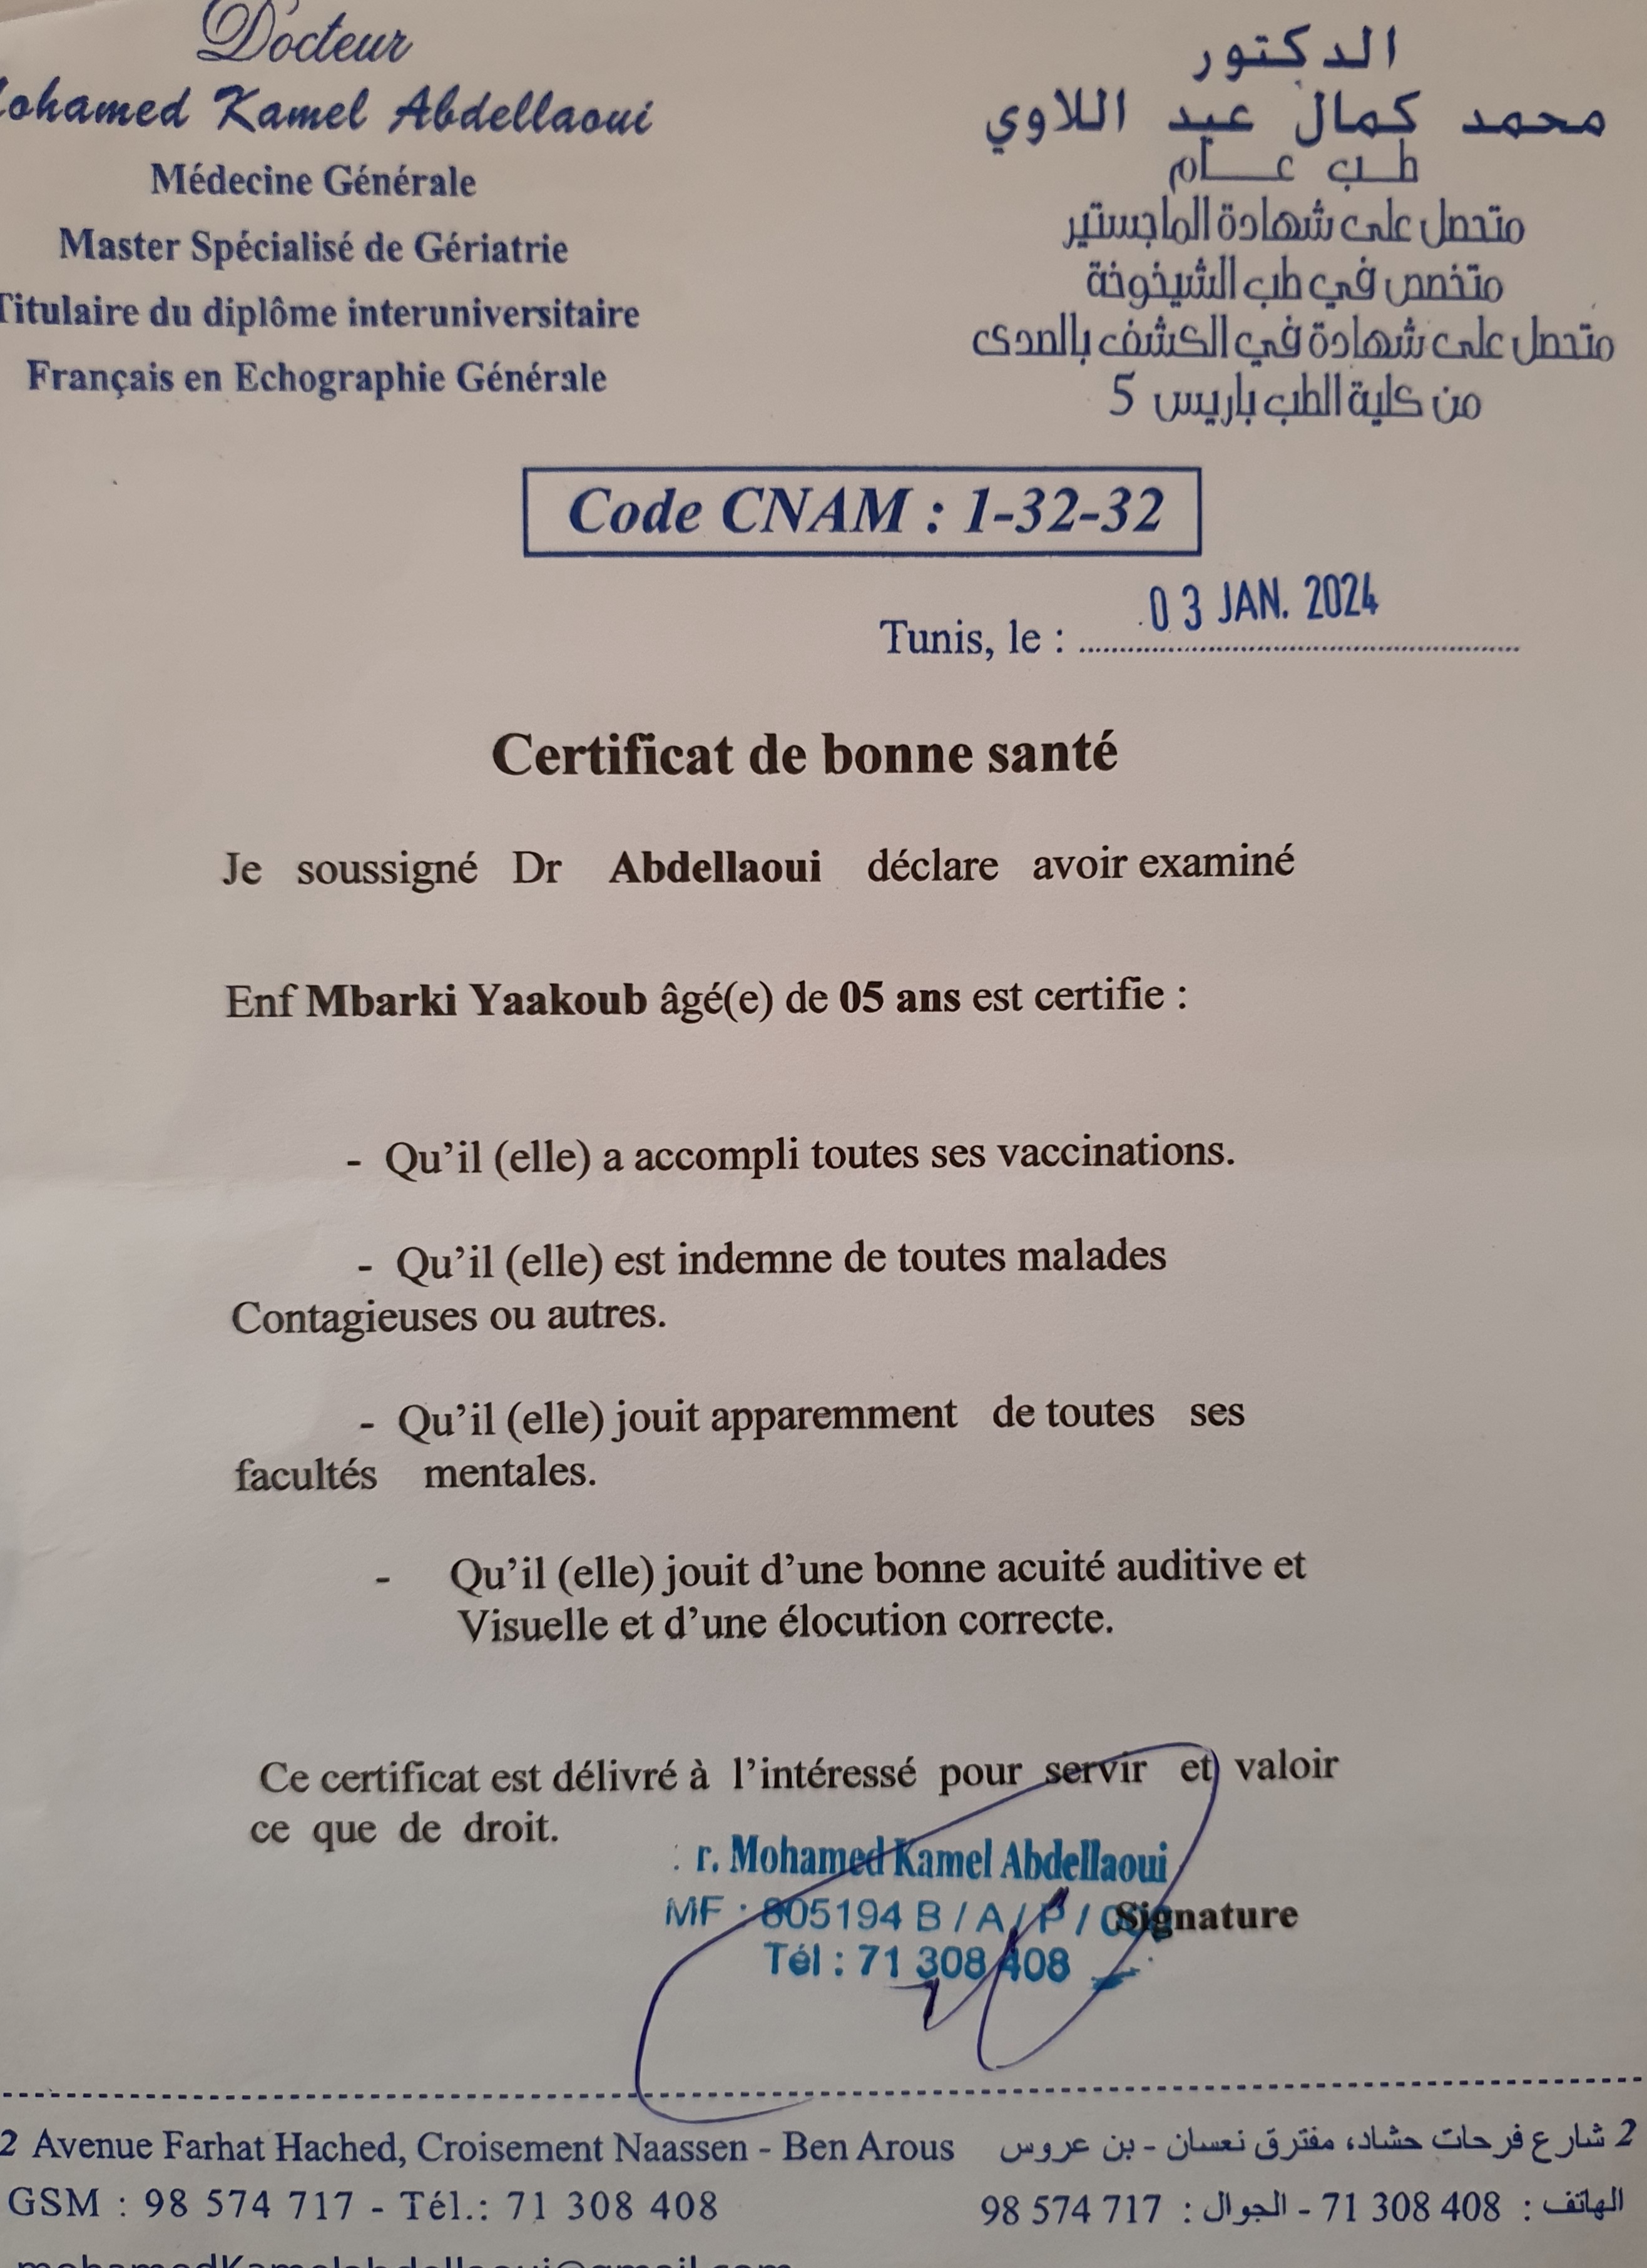 Docteur
Mohamed Kamel Abdellaoui
Médecine Générale
Master Spécialisé de Gériatrie
Titulaire du diplôme interuniversitaire
Français en Echographie Générale
الدكتور
محمد كمال عبد اللاوي
طب عام
متحصل على شهادة الماجستير
متخصص في طب الشيخوخة
متحصل على شهادة في الكشف بالصدى
من كلية الطب باريس 5
Code CNAM : 1-32-32
Tunis, le : 03 JAN. 2024
Certificat de bonne santé
Je soussigné Dr Abdellaoui déclare avoir examiné
Enf Mbarki Yaakoub âgé(e) de 05 ans est certifie :
- Qu’il (elle) a accompli toutes ses vaccinations.
- Qu’il (elle) est indemne de toutes malades
Contagieuses ou autres.
- Qu’il (elle) jouit apparemment de toutes ses
facultés mentales.
- Qu’il (elle) jouit d’une bonne acuité auditive et
Visuelle et d’une élocution correcte.
Ce certificat est délivré à l’intéressé pour servir et valoir
ce que de droit.
r. Mohamed Kamel Abdellaoui
MF : 805194 B / A / P /
Signature
Tél : 71 308 408
2 Avenue Farhat Hached, Croisement Naassen - Ben Arous
GSM : 98 574 717 - Tél.: 71 308 408
2 شارع فرحات حشاد، مفترق نعسان - بن عروس
الهاتف : 71 308 408 - الجوال : 98 574 717
mohamedKamelabdellaoui@gmail.com